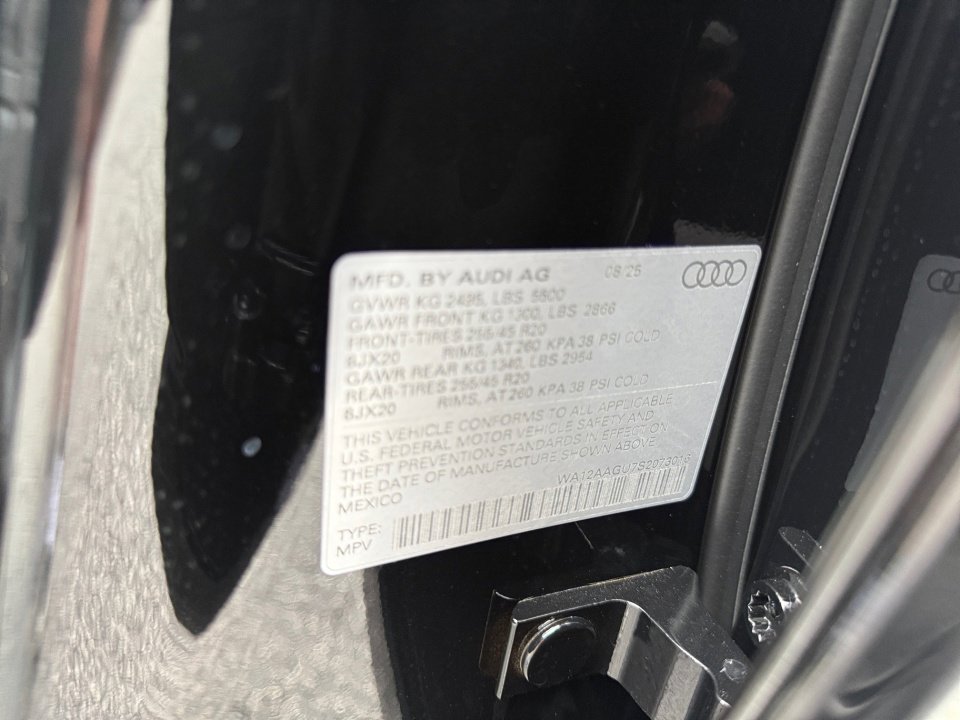 MFD. BY AUDI AG 08/25
GVWR KG 2495, LBS 5500
GAWR FRONT KG 1300, LBS 2866
FRONT-TIRES 255/45 R20
8JX20 RIMS, AT 260 KPA 38 PSI COLD
GAWR REAR KG 1340, LBS 2954
REAR-TIRES 255/45 R20
8JX20 RIMS, AT 260 KPA 38 PSI COLD
THIS VEHICLE CONFORMS TO ALL APPLICABLE
U.S. FEDERAL MOTOR VEHICLE SAFETY AND
THEFT PREVENTION STANDARDS IN EFFECT ON
THE DATE OF MANUFACTURE SHOWN ABOVE.
MEXICO WA12AAGU7S2073016
TYPE:
MPV